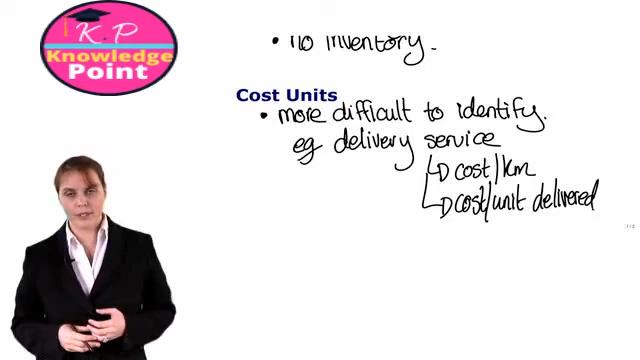 K.P
Knowledge
Point
• no inventory.
Cost Units
• more difficult to identify.
eg delivery service
↳ cost/km
↳ cost/unit delivered